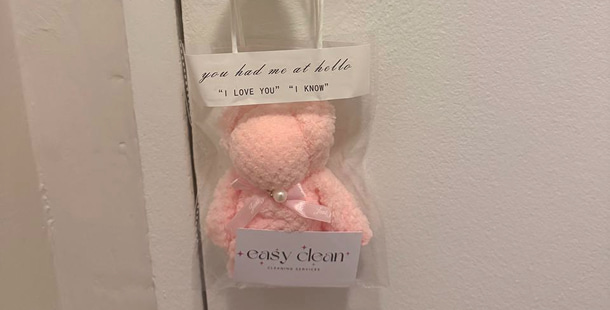 you had me at hello
"I LOVE YOU" "I KNOW"
easy clean
CLEANING SERVICES